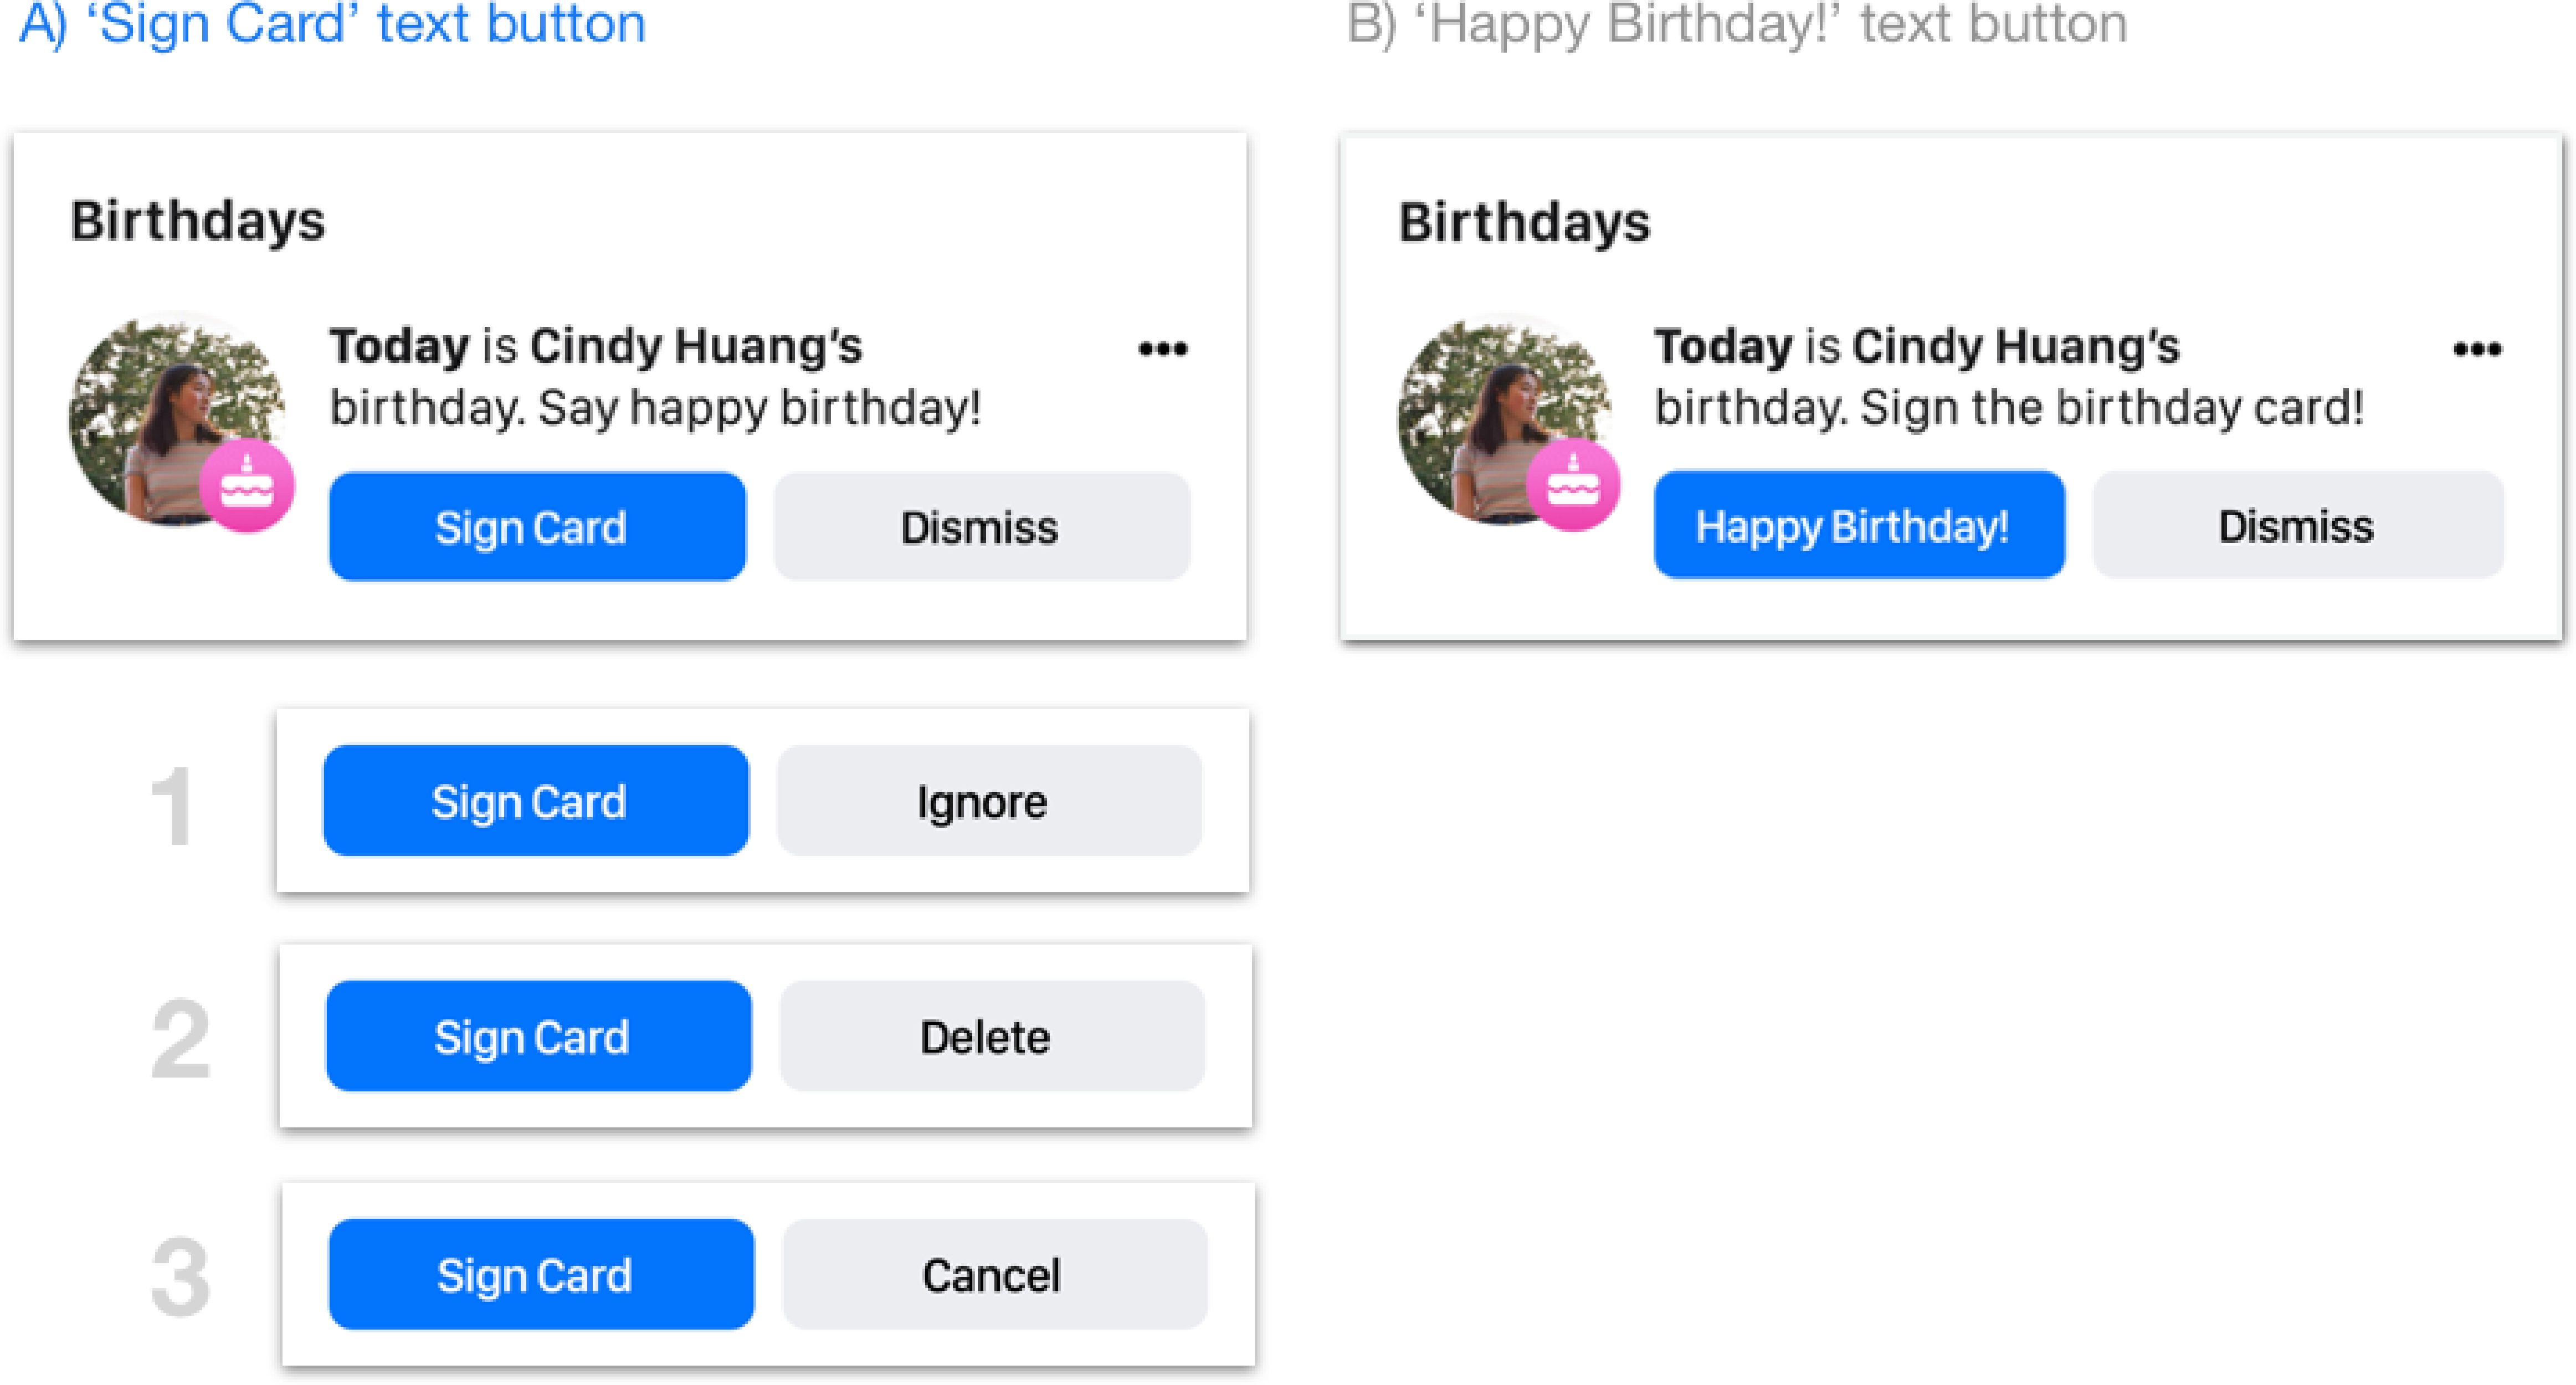 A) ‘Sign Card’ text button
Birthdays
Today is Cindy Huang’s
birthday. Say happy birthday!
•••
Sign Card
Dismiss
1
Sign Card
Ignore
2
Sign Card
Delete
3
Sign Card
Cancel
B) ‘Happy Birthday!’ text button
Birthdays
Today is Cindy Huang’s
birthday. Sign the birthday card!
•••
Happy Birthday!
Dismiss